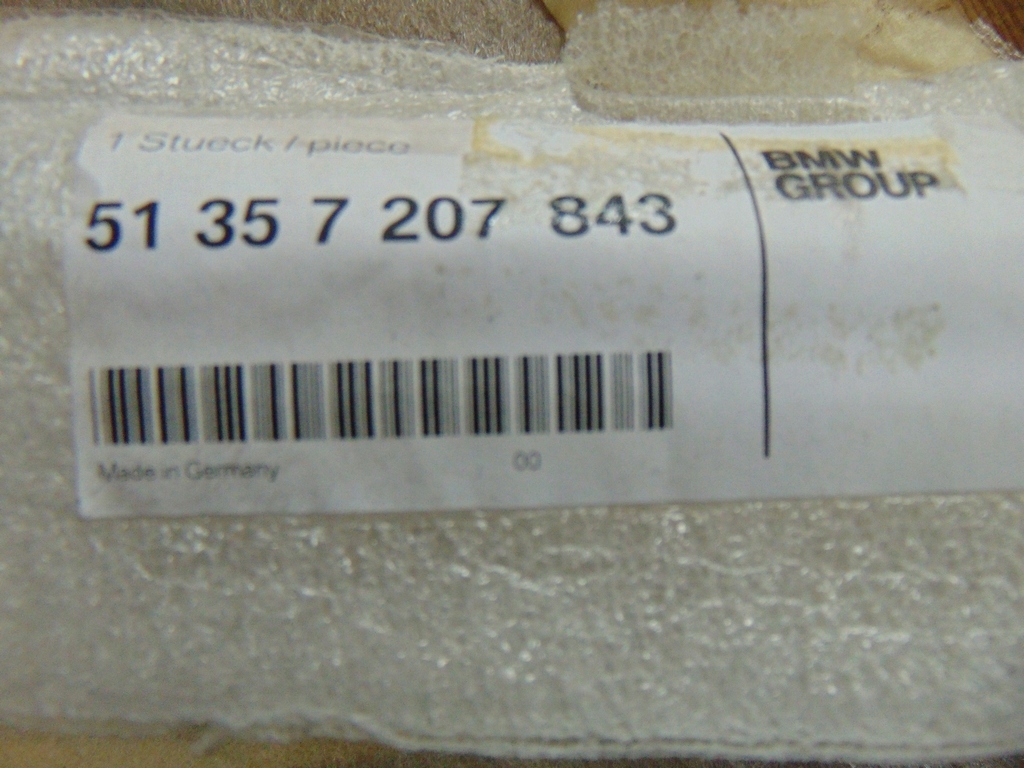 1 Stueck / piece
51 35 7 207 843
Made in Germany
00
BMW
GROUP